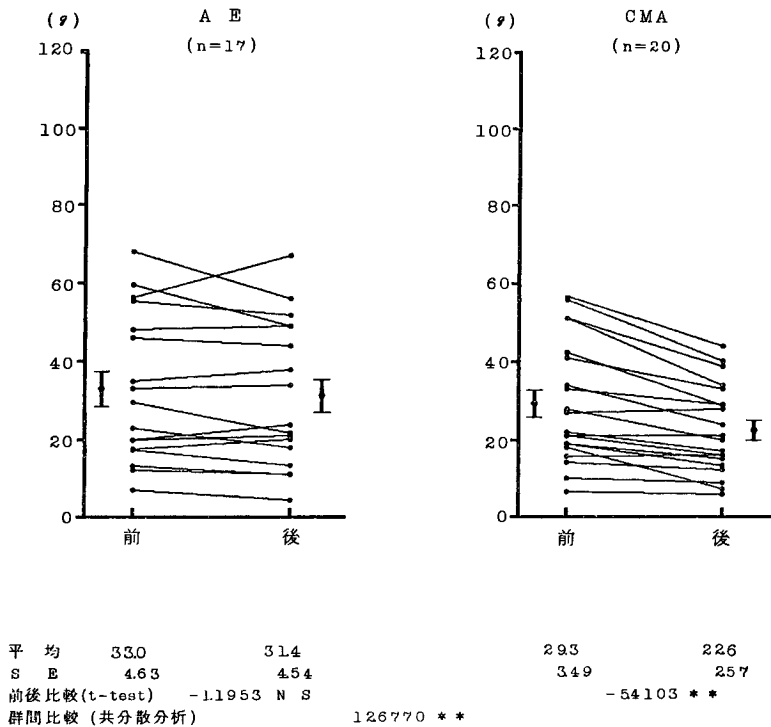 (g) A E (g) CMA
(n=17) (n=20)
120 120
100 100
80 80
60 60
40 40
20 20
0 0
前 後 前 後
平 均 33.0 31.4 29.3 22.6
S E 4.63 4.54 3.49 2.57
前後比較(t-test) -1.1953 N S -5.4103 * *
群間比較 (共分散分析) 12.6770 * *